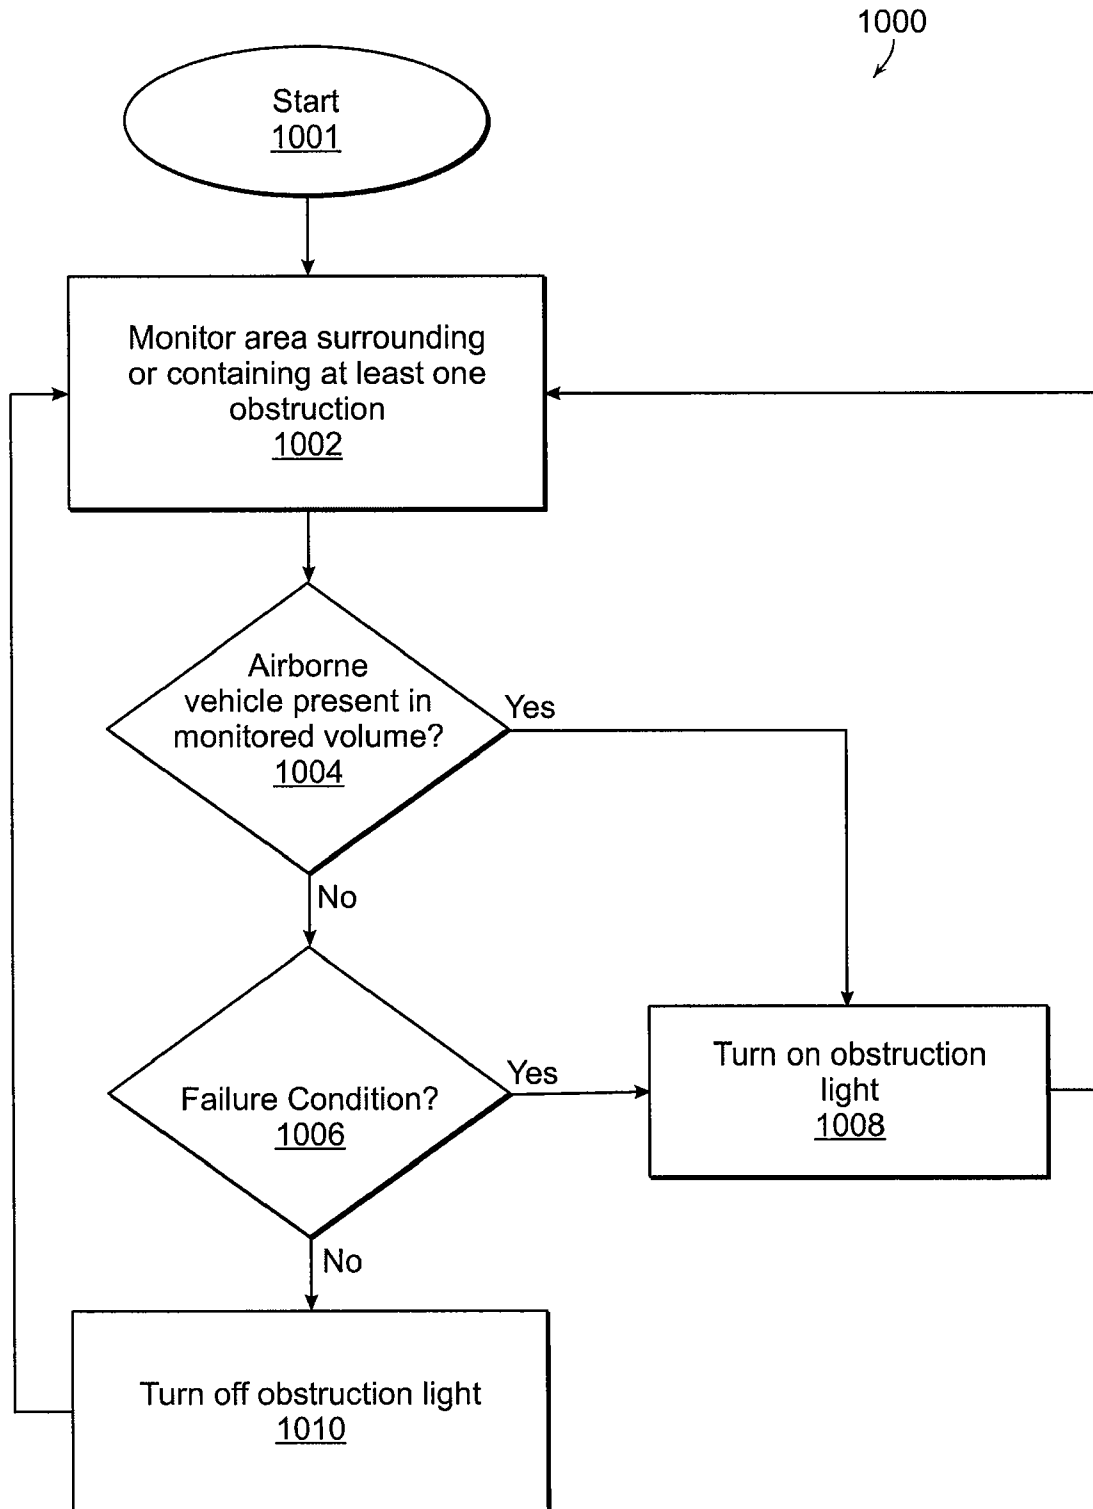 1000
Start
1001
Monitor area surrounding
or containing at least one
obstruction
1002
Airborne
vehicle present in
monitored volume?
1004
Yes
No
Failure Condition?
1006
Yes
Turn on obstruction
light
1008
No
Turn off obstruction light
1010